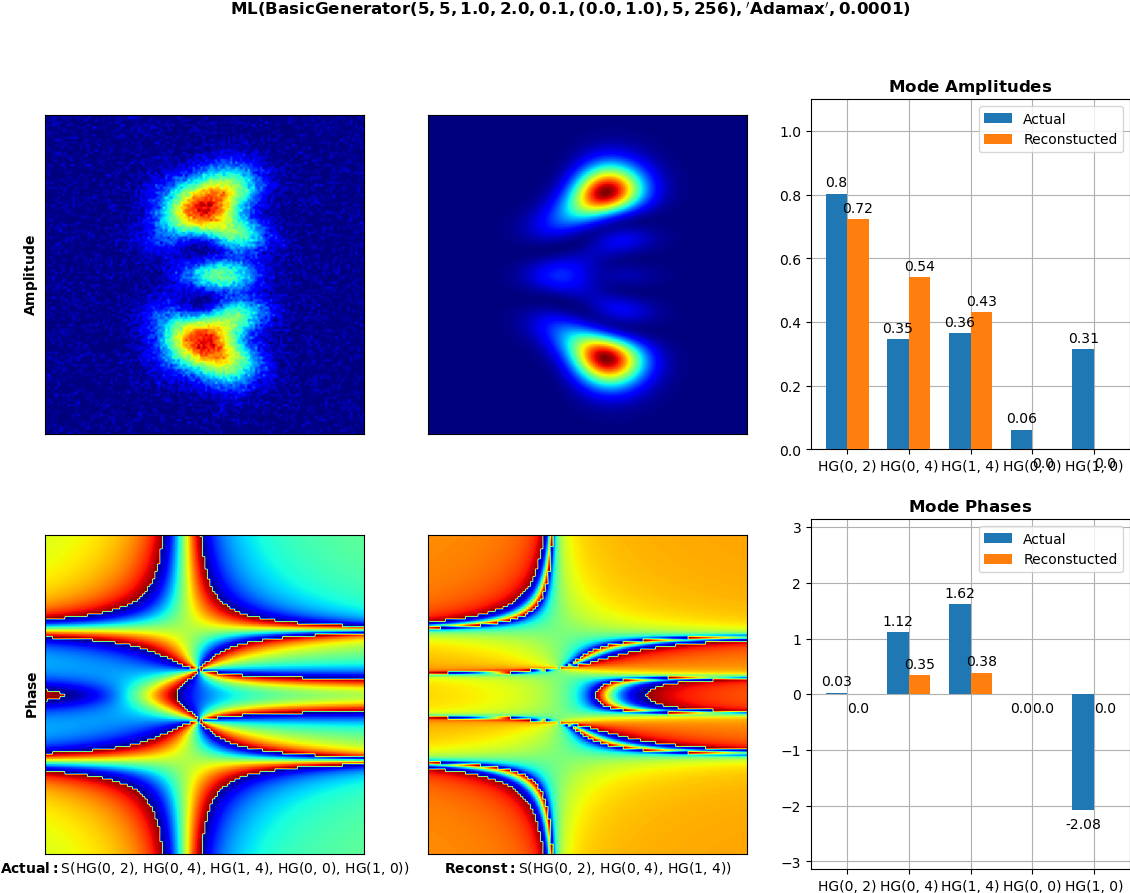 ML(BasicGenerator(5, 5, 1.0, 2.0, 0.1, (0.0, 1.0), 5, 256), ′Adamax′, 0.0001)
Mode Amplitudes
Amplitude
1.0
0.8
0.6
0.4
0.2
0.0
Actual
Reconstucted
0.8
0.72
0.35
0.54
0.36
0.43
0.06
0.0
0.31
0.0
HG(0, 2)
HG(0, 4)
HG(1, 4)
HG(0, 0)
HG(1, 0)
Mode Phases
Phase
3
2
1
0
−1
−2
−3
Actual
Reconstucted
0.03
0.0
1.12
0.35
1.62
0.38
0.0
0.0
-2.08
0.0
HG(0, 2)
HG(0, 4)
HG(1, 4)
HG(0, 0)
HG(1, 0)
Actual: S(HG(0, 2), HG(0, 4), HG(1, 4), HG(0, 0), HG(1, 0))
Reconst: S(HG(0, 2), HG(0, 4), HG(1, 4))